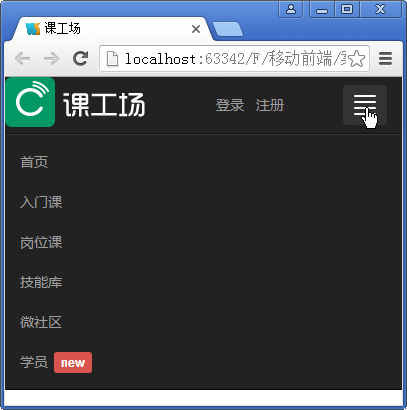 课工场
localhost:63342/F/移动前端/
课工场 登录 注册
首页
入门课
岗位课
技能库
微社区
学员 new